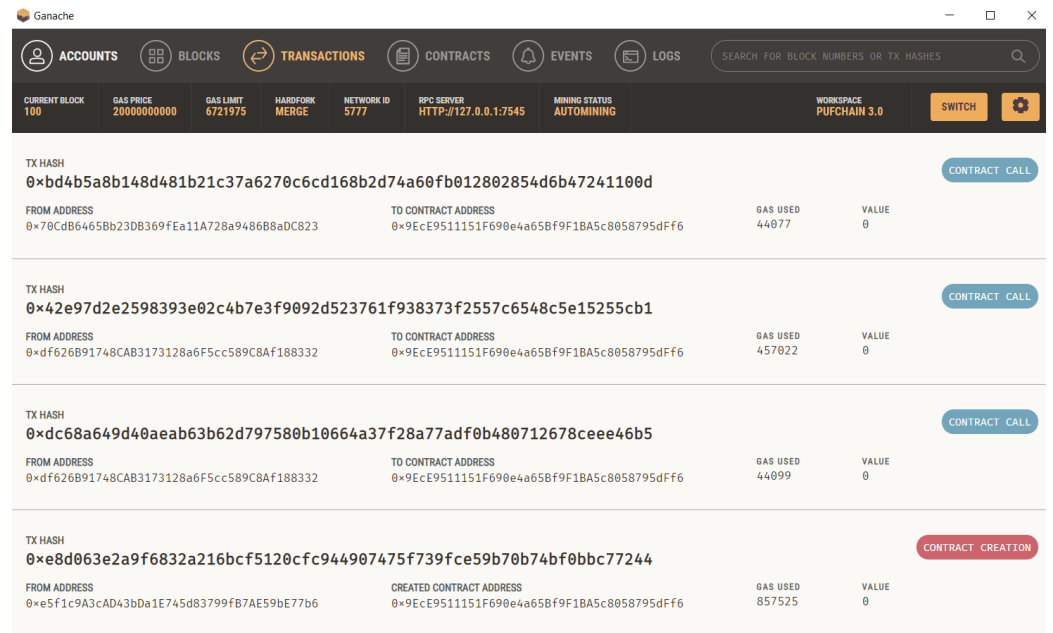 Ganache
ACCOUNTS BLOCKS TRANSACTIONS CONTRACTS EVENTS LOGS SEARCH FOR BLOCK NUMBERS OR TX HASHES
CURRENT BLOCK GAS PRICE GAS LIMIT HARDFORK NETWORK ID RPC SERVER MINING STATUS WORKSPACE
100 20000000000 6721975 MERGE 5777 HTTP://127.0.0.1:7545 AUTOMINING PUFCHAIN 3.0 SWITCH
TX HASH
0×bd4b5a8b148d481b21c37a6270c6cd168b2d74a60fb012802854d6b47241100d CONTRACT CALL
FROM ADDRESS TO CONTRACT ADDRESS GAS USED VALUE
0×70CdB6465Bb23DB369fEa11A728a9486B8aDC823 0×9EcE9511151F690e4a65Bf9F1BA5c8058795dFf6 44077 0
TX HASH
0×42e97d2e2598393e02c4b7e3f9092d523761f938373f2557c6548c5e15255cb1 CONTRACT CALL
FROM ADDRESS TO CONTRACT ADDRESS GAS USED VALUE
0×df626B91748CAB3173128a6F5cc589C8Af188332 0×9EcE9511151F690e4a65Bf9F1BA5c8058795dFf6 457022 0
TX HASH
0×dc68a649d40aeab63b62d797580b10664a37f28a77adf0b480712678ceee46b5 CONTRACT CALL
FROM ADDRESS TO CONTRACT ADDRESS GAS USED VALUE
0×df626B91748CAB3173128a6F5cc589C8Af188332 0×9EcE9511151F690e4a65Bf9F1BA5c8058795dFf6 44099 0
TX HASH
0×e8d063e2a9f6832a216bcf5120cfc944907475f739fce59b70b74bf0bbc77244 CONTRACT CREATION
FROM ADDRESS CREATED CONTRACT ADDRESS GAS USED VALUE
0×e5f1c9A3cAD43bDa1E745d83799fB7AE59bE77b6 0×9EcE9511151F690e4a65Bf9F1BA5c8058795dFf6 857525 0